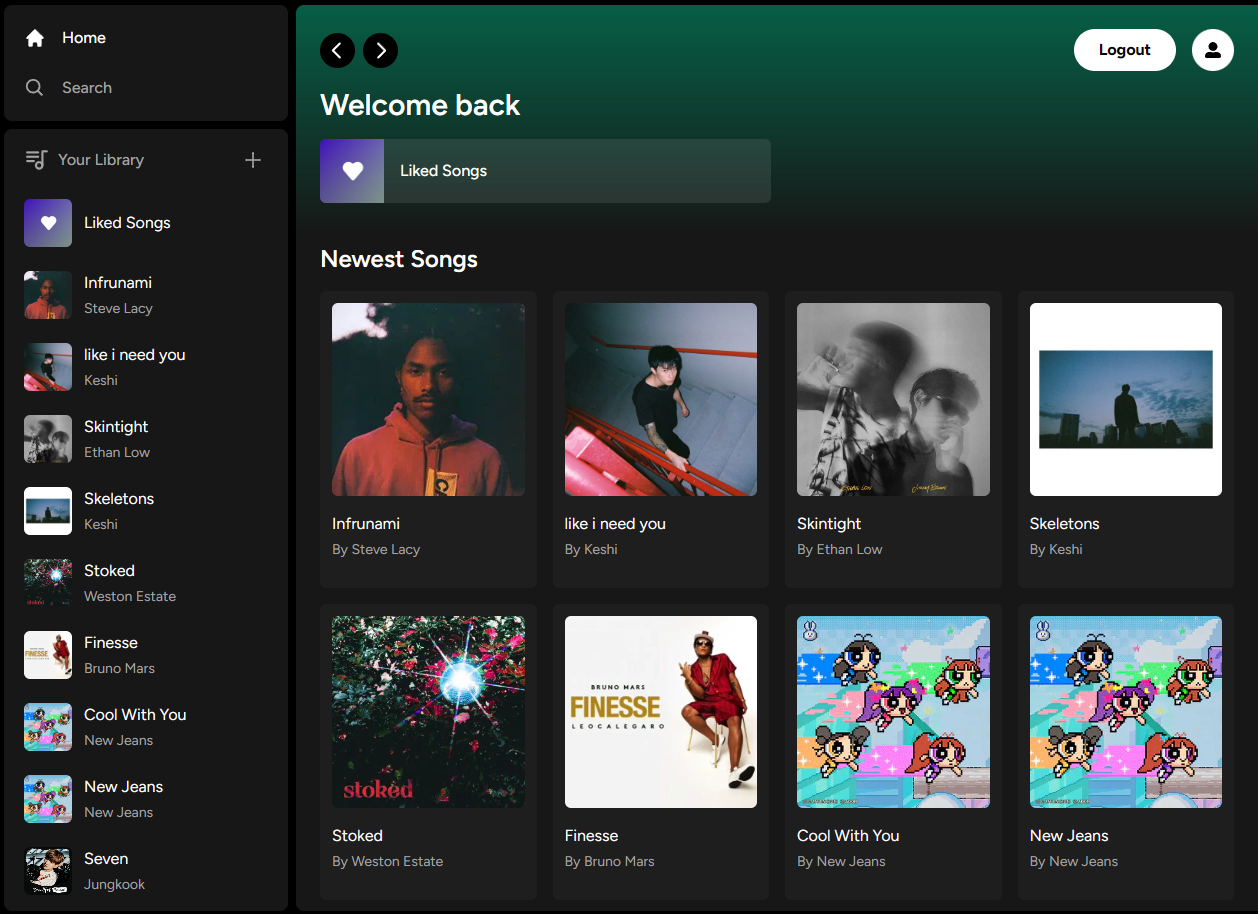 Home
Search
Your Library
Liked Songs
Infrunami
Steve Lacy
like i need you
Keshi
Skintight
Ethan Low
Skeletons
Keshi
Stoked
Weston Estate
Finesse
Bruno Mars
Cool With You
New Jeans
New Jeans
New Jeans
Seven
Jungkook
Logout
Welcome back
Liked Songs
Newest Songs
Infrunami
By Steve Lacy
like i need you
By Keshi
Skintight
By Ethan Low
Skeletons
By Keshi
stoked
Stoked
By Weston Estate
BRUNO MARS
FINESSE
LEOCALEGARO
Finesse
By Bruno Mars
Cool With You
By New Jeans
New Jeans
By New Jeans